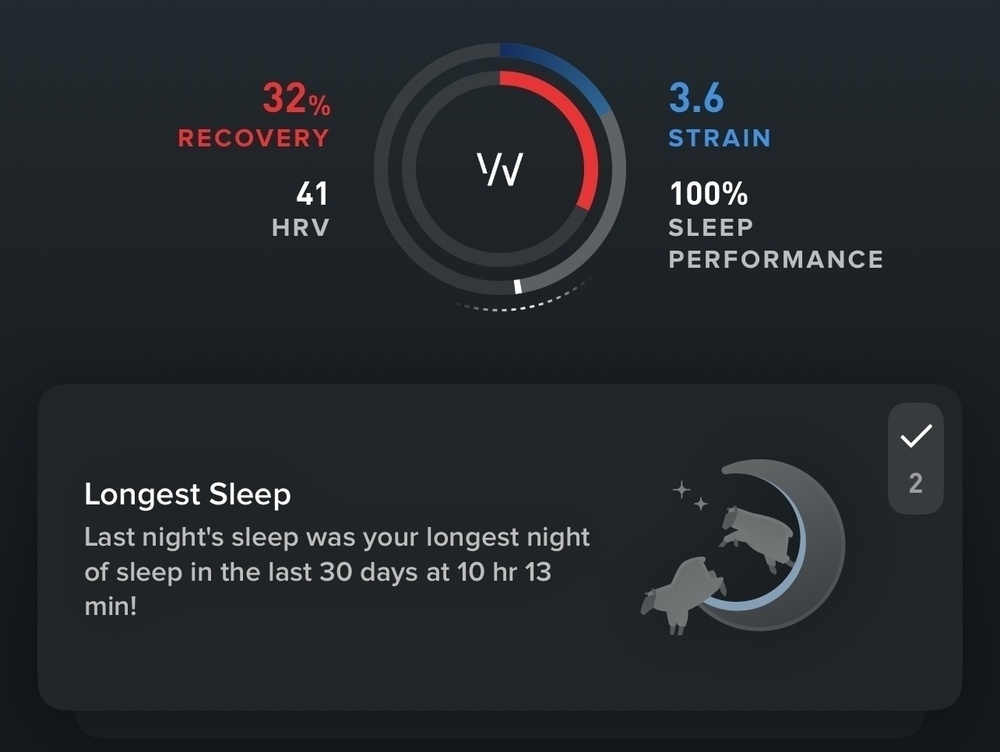 32%
RECOVERY
41
HRV
3.6
STRAIN
100%
SLEEP
PERFORMANCE
W
2
Longest Sleep
Last night's sleep was your longest night
of sleep in the last 30 days at 10 hr 13
min!